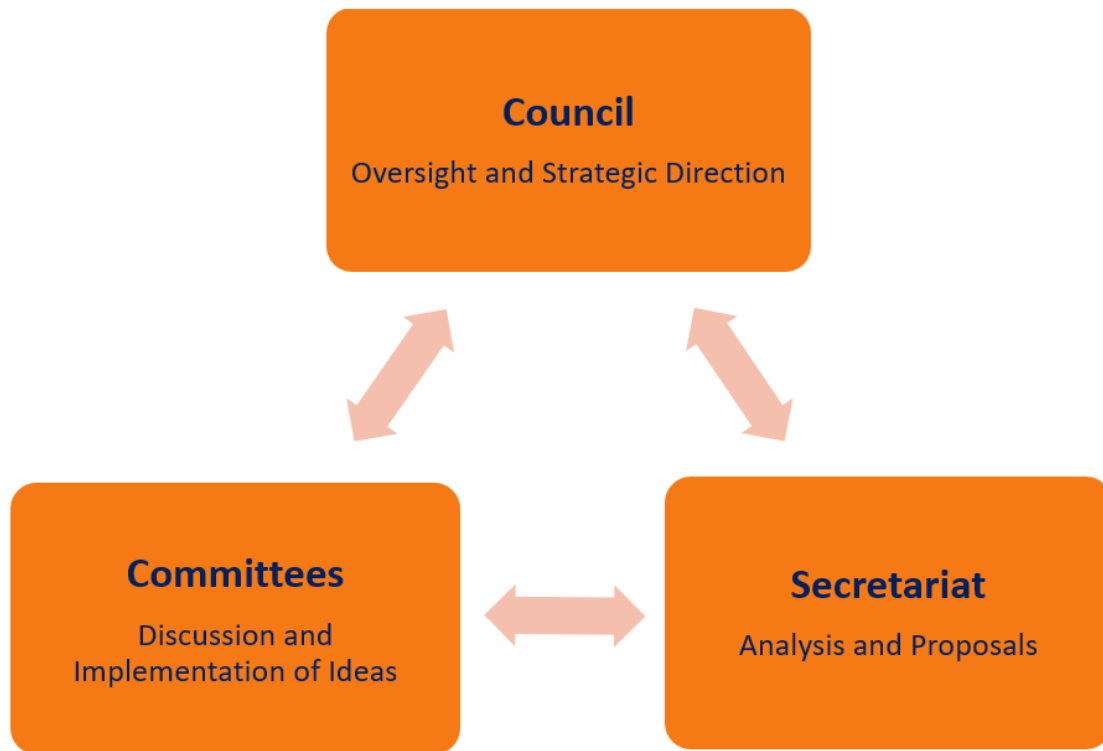 Council
Oversight and Strategic Direction
Committees
Discussion and
Implementation of Ideas
Secretariat
Analysis and Proposals